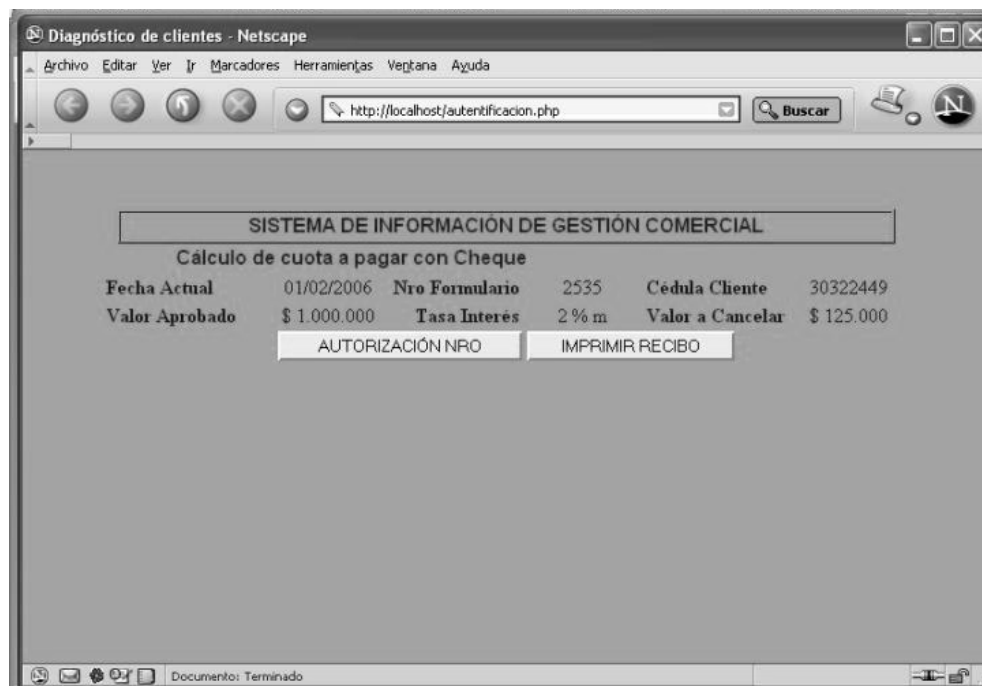 Diagnóstico de clientes - Netscape
Archivo Editar Ver Ir Marcadores Herramientas Ventana Ayuda
http://localhost/autentificacion.php Buscar N
SISTEMA DE INFORMACIÓN DE GESTIÓN COMERCIAL
Cálculo de cuota a pagar con Cheque
Fecha Actual 01/02/2006 Nro Formulario 2535 Cédula Cliente 30322449
Valor Aprobado $ 1.000.000 Tasa Interés 2 % m Valor a Cancelar $ 125.000
AUTORIZACIÓN NRO IMPRIMIR RECIBO
Documento: Terminado